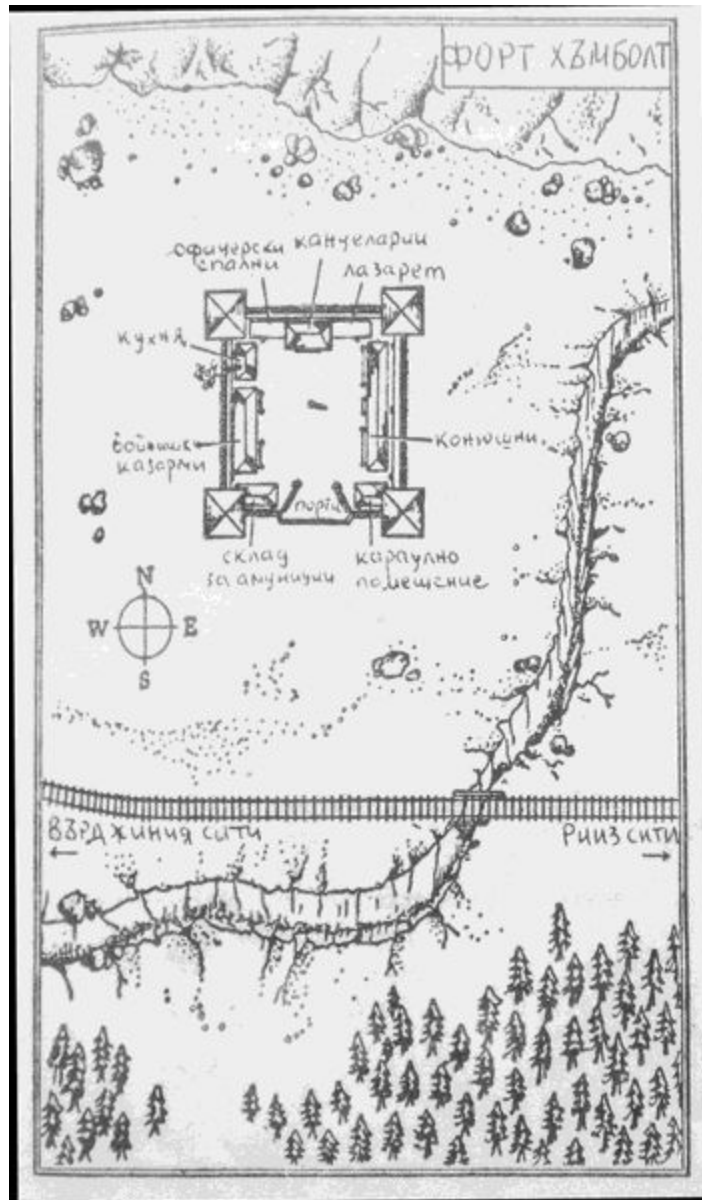 ФОРТ ХЪМБОЛТ
офицерски
спални
канцеларии
лазарет
кухня
войнишки
казарми
конюшни
порта
склад
за амуниции
караулно
помещение
N
W E
S
ВЪРДЖИНИЯ СИТИ
РИИЗ СИТИ